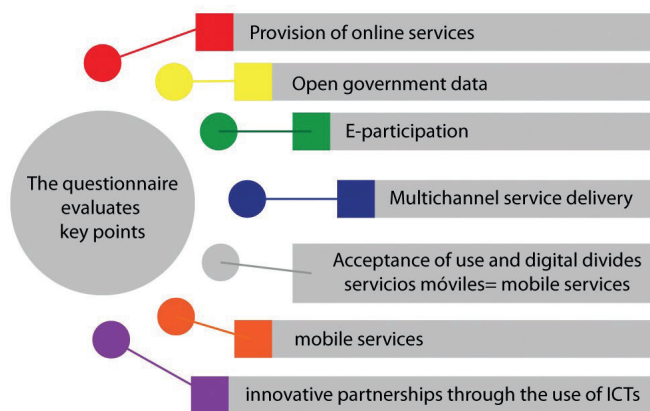 Provision of online services
Open government data
E-participation
The questionnaire
evaluates
key points
Multichannel service delivery
Acceptance of use and digital divides
servicios móviles= mobile services
mobile services
innovative partnerships through the use of ICTs